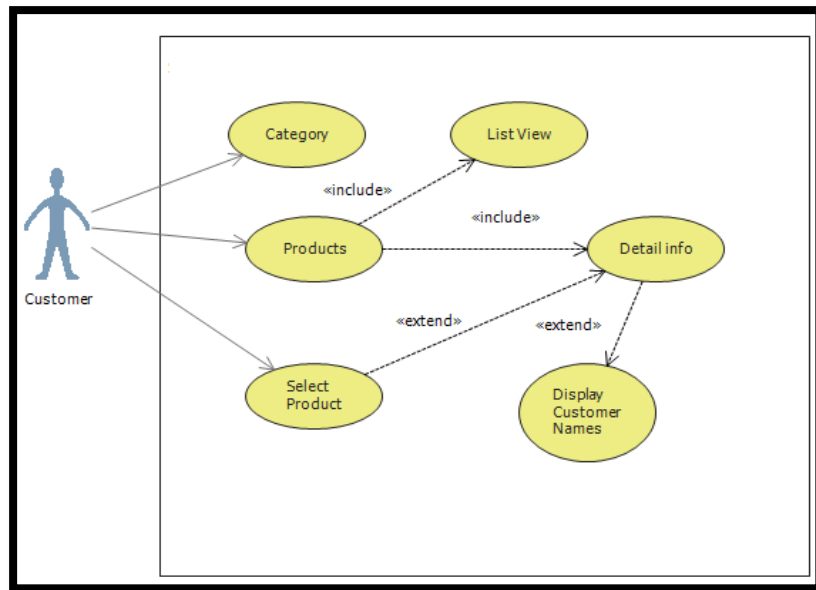 Category
List View
«include»
«include»
Products
Detail info
Customer
«extend»
«extend»
Select
Product
Display
Customer
Names